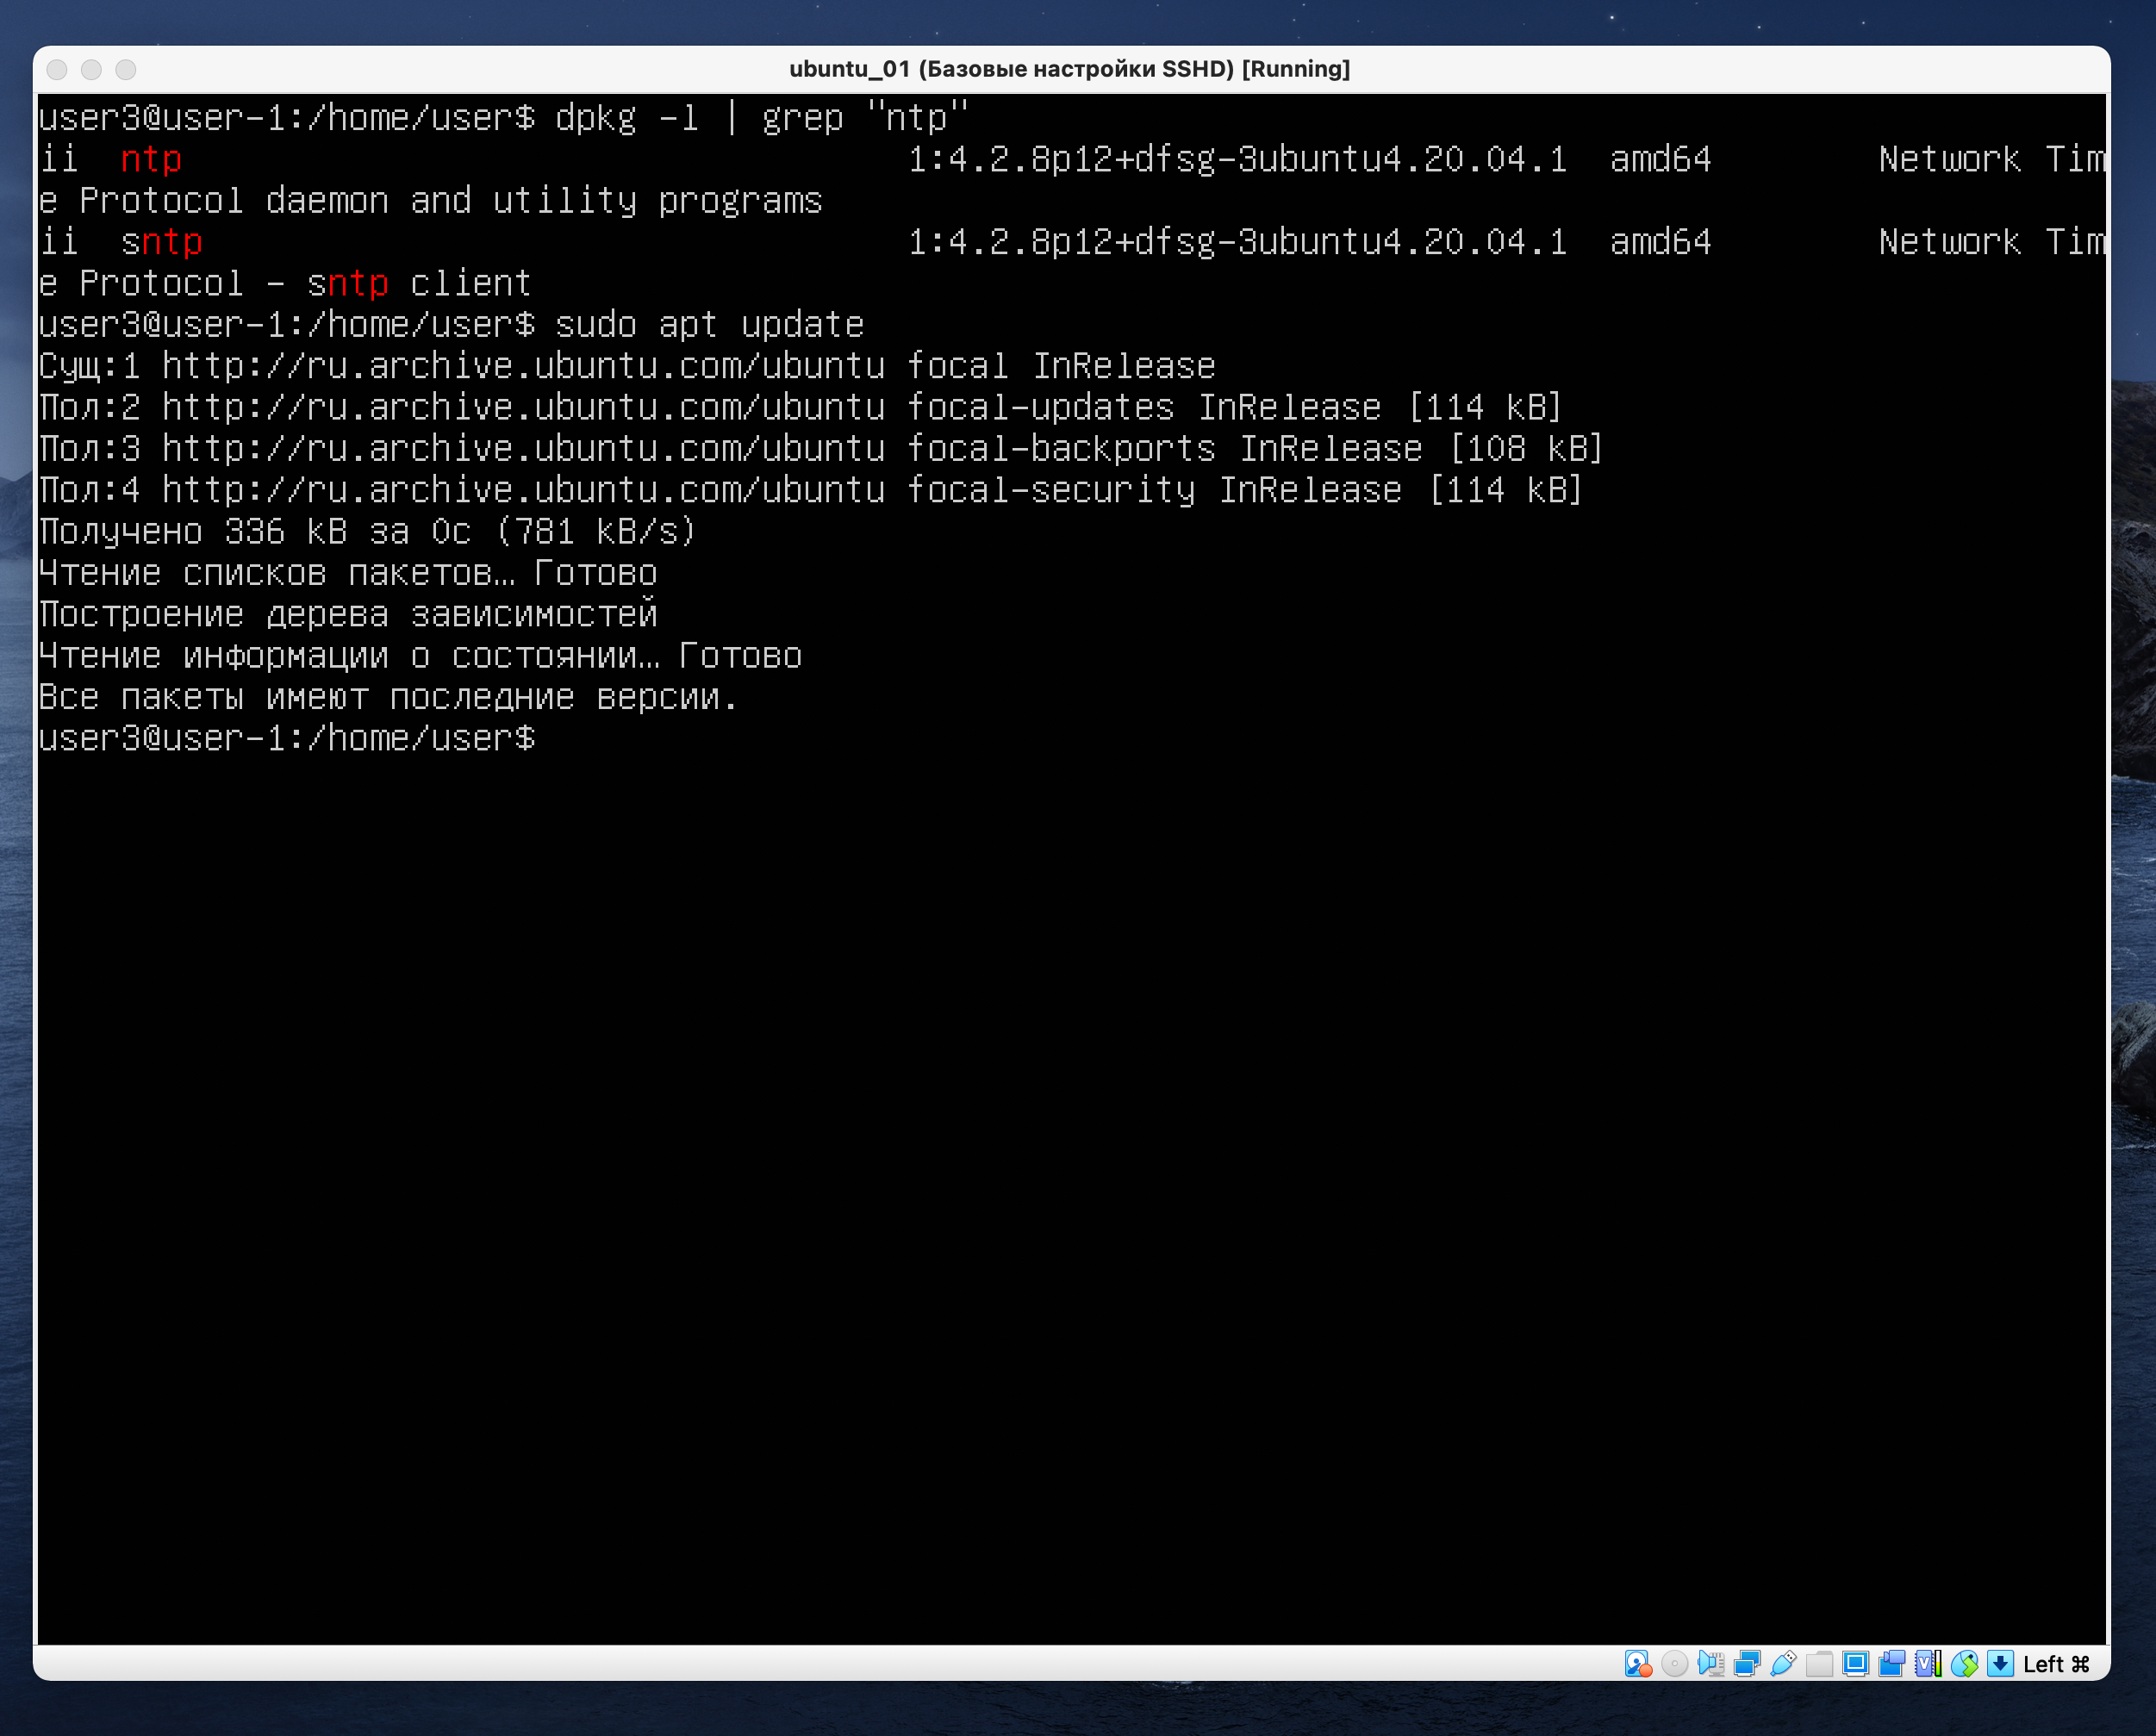 ubuntu_01 (Базовые настройки SSHD) [Running]
user3@user-1:/home/user$ dpkg -l | grep "ntp"
ii  ntp                                   1:4.2.8p12+dfsg-3ubuntu4.20.04.1  amd64        Network Tim
e Protocol daemon and utility programs
ii  sntp                                  1:4.2.8p12+dfsg-3ubuntu4.20.04.1  amd64        Network Tim
e Protocol - sntp client
user3@user-1:/home/user$ sudo apt update
Сущ:1 http://ru.archive.ubuntu.com/ubuntu focal InRelease
Пол:2 http://ru.archive.ubuntu.com/ubuntu focal-updates InRelease [114 kB]
Пол:3 http://ru.archive.ubuntu.com/ubuntu focal-backports InRelease [108 kB]
Пол:4 http://ru.archive.ubuntu.com/ubuntu focal-security InRelease [114 kB]
Получено 336 kB за 0с (781 kB/s)
Чтение списков пакетов… Готово
Построение дерева зависимостей
Чтение информации о состоянии… Готово
Все пакеты имеют последние версии.
user3@user-1:/home/user$
Left ⌘